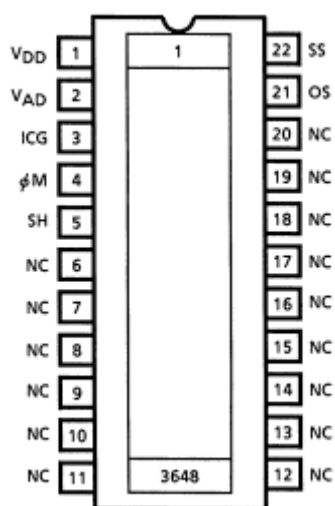 VDD 1 1 22 SS
VAD 2 21 OS
ICG 3 20 NC
ϕM 4 19 NC
SH 5 18 NC
NC 6 17 NC
NC 7 16 NC
NC 8 15 NC
NC 9 14 NC
NC 10 13 NC
NC 11 3648 12 NC